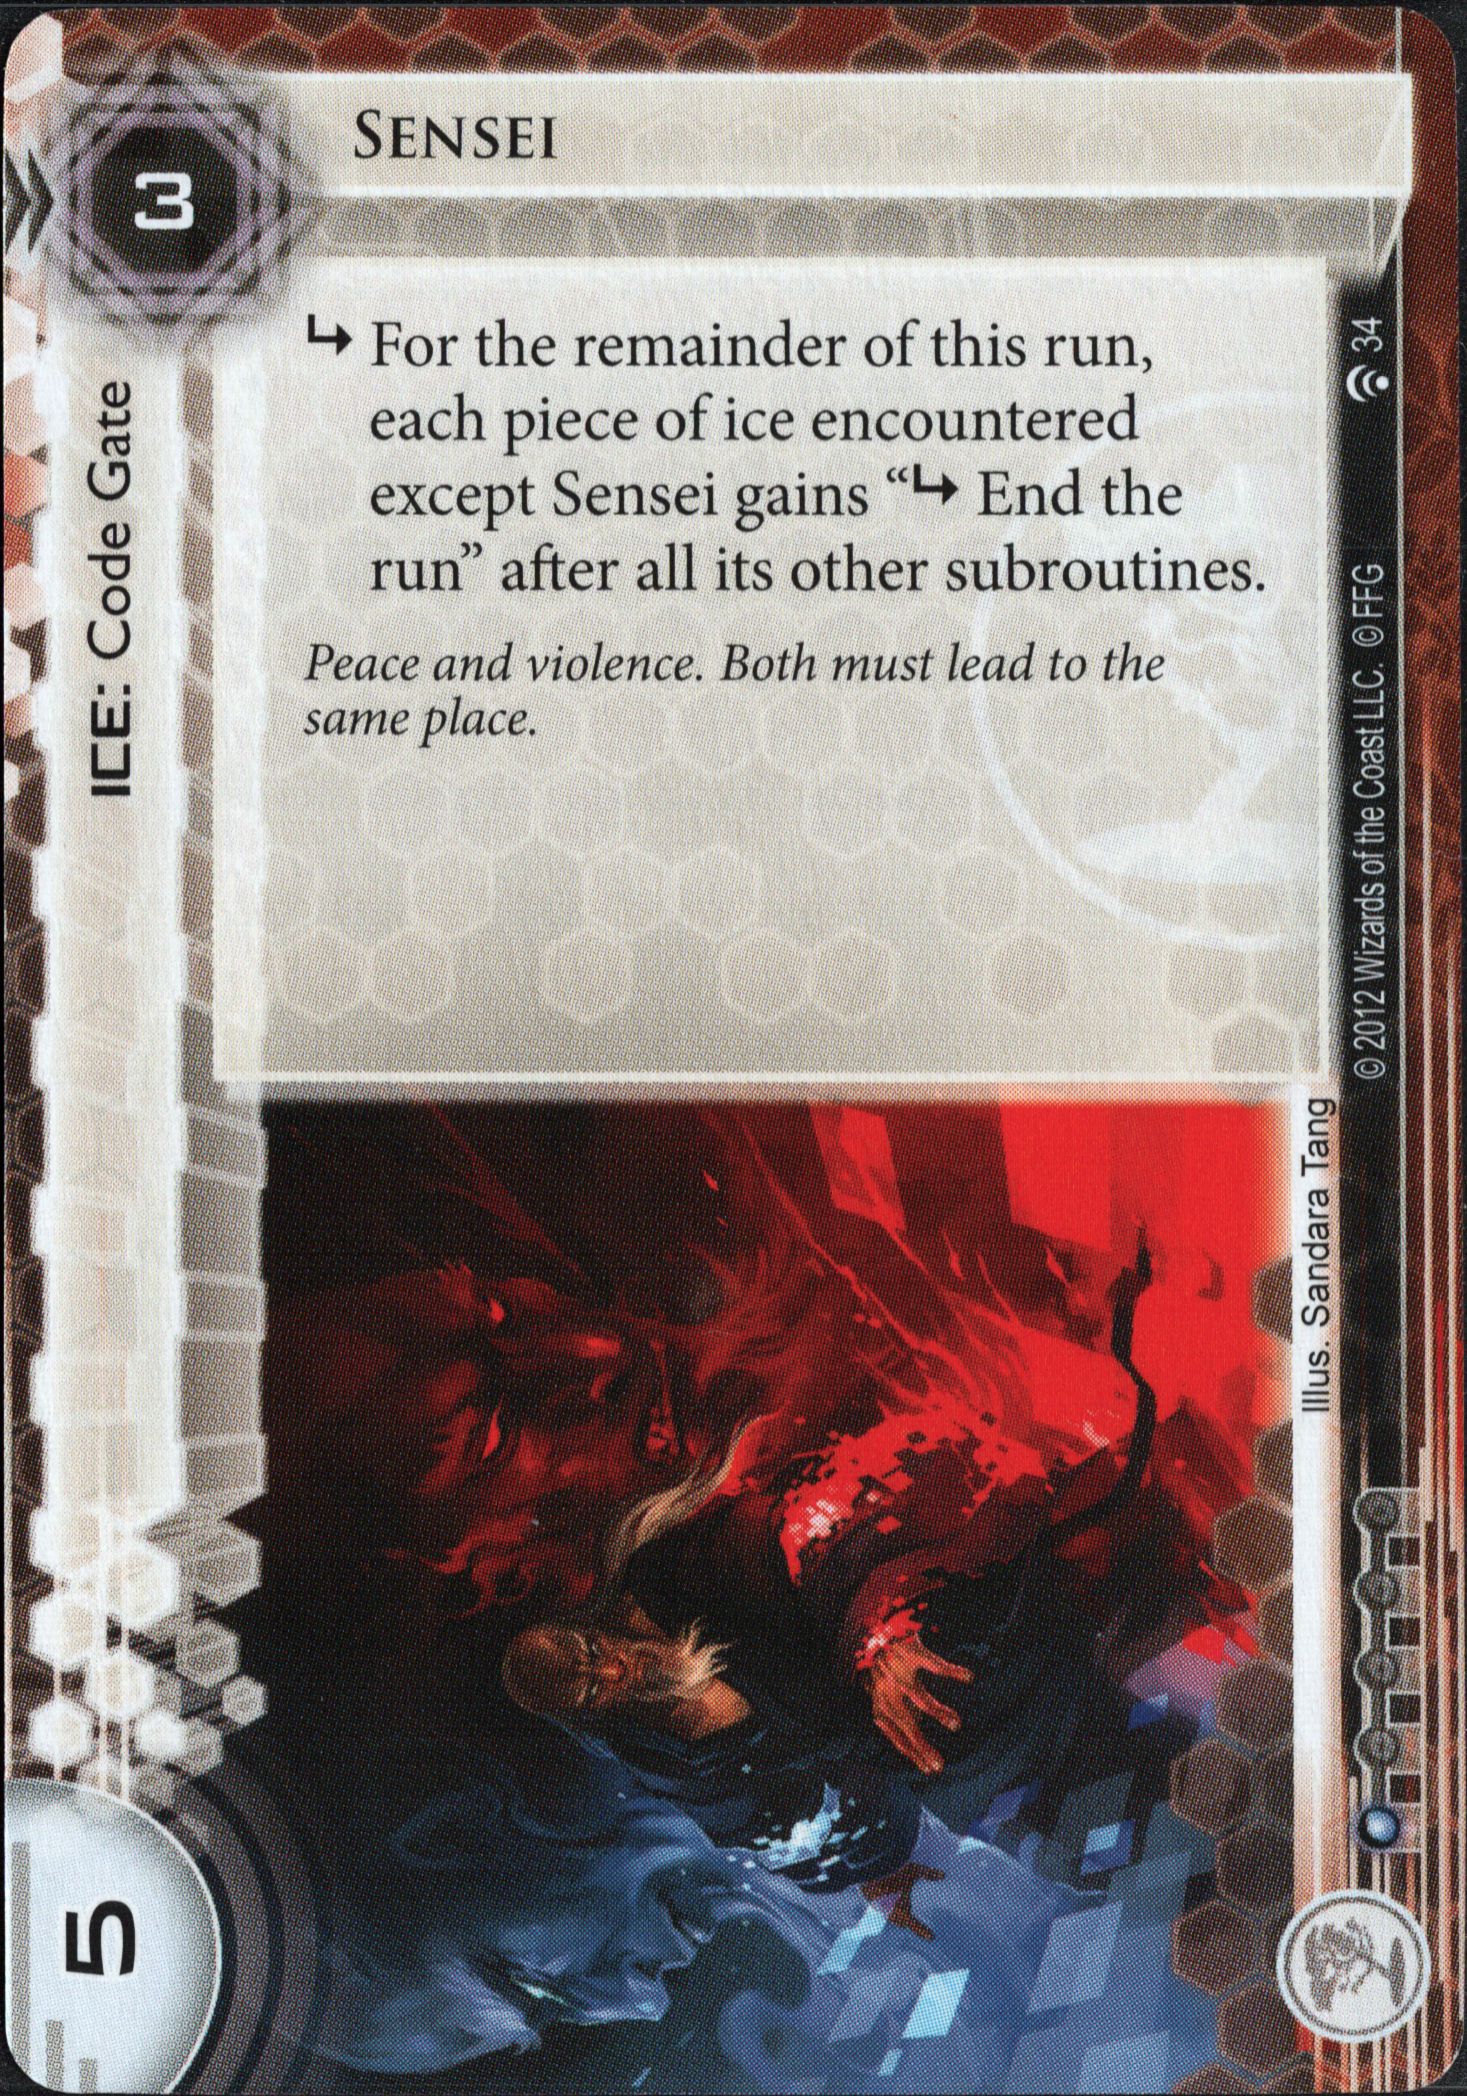 SENSEI
3
ICE: Code Gate
↳ For the remainder of this run,
each piece of ice encountered
except Sensei gains “↳ End the
run” after all its other subroutines.
Peace and violence. Both must lead to the
same place.
34
© 2012 Wizards of the Coast LLC. © FFG
Illus. Sandara Tang
5